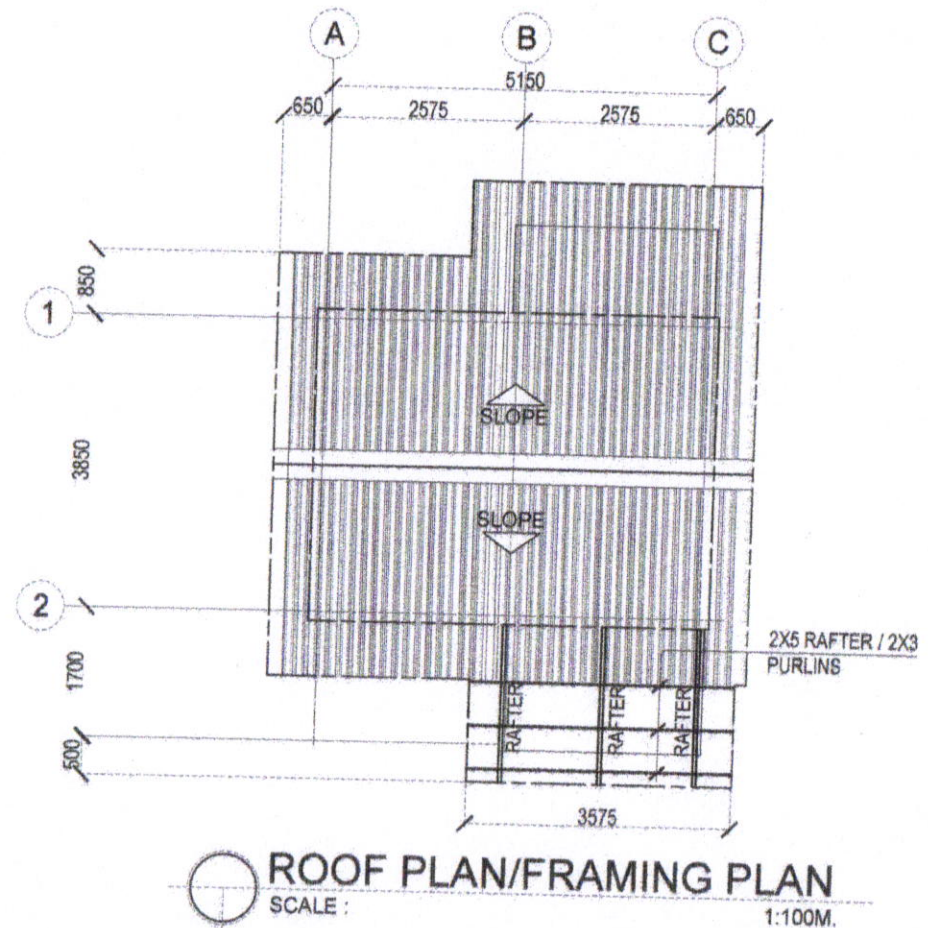 A
B
C
5150
650
2575
2575
650
850
1
SLOPE
3850
SLOPE
2
2X5 RAFTER / 2X3
PURLINS
1700
RAFTER
RAFTER
RAFTER
500
3575
ROOF PLAN/FRAMING PLAN
SCALE :
1:100M.